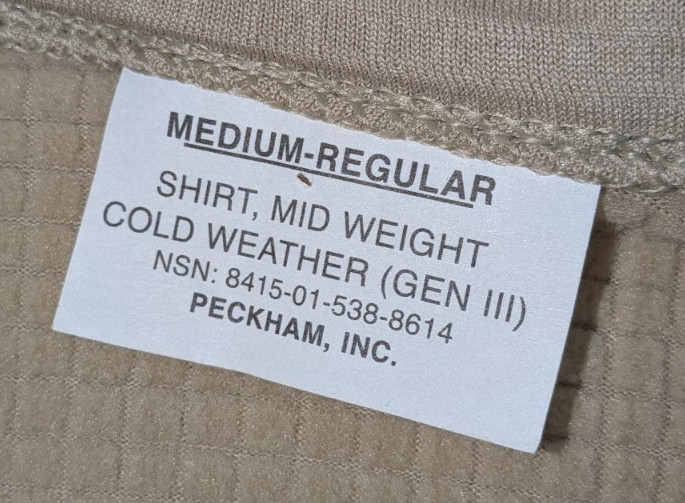 MEDIUM-REGULAR
SHIRT, MID WEIGHT
COLD WEATHER (GEN III)
NSN: 8415-01-538-8614
PECKHAM, INC.